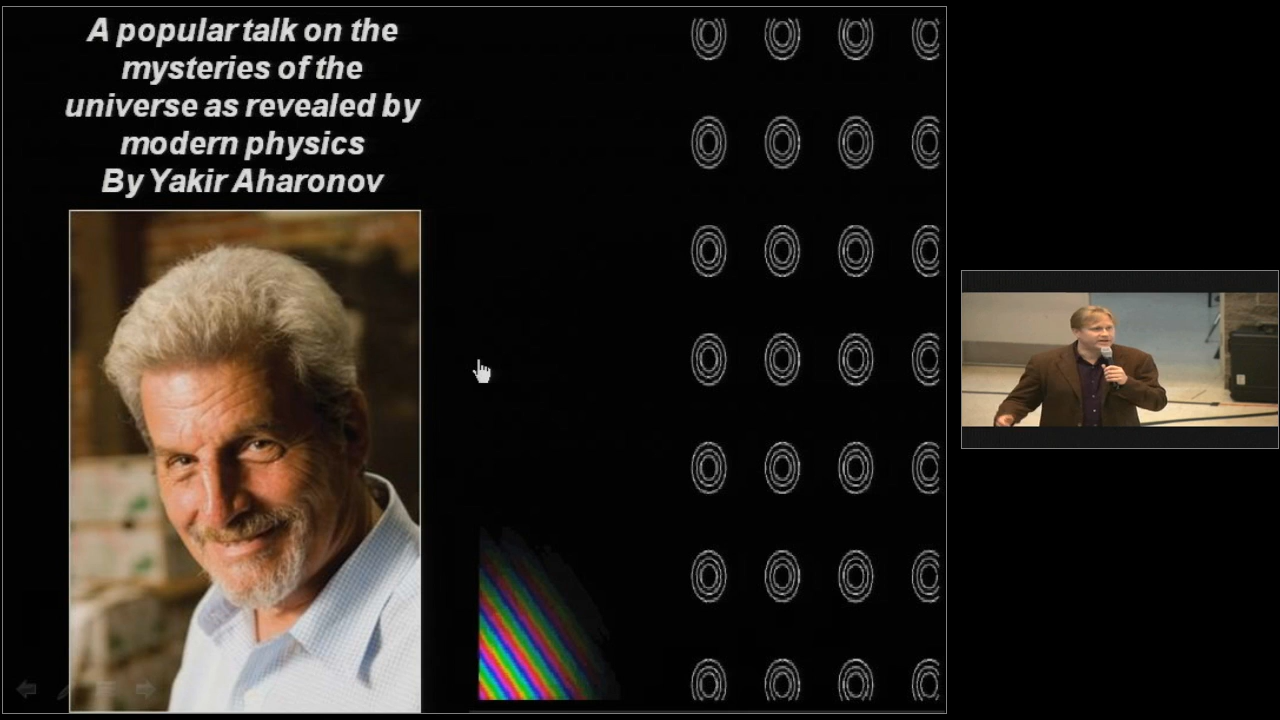 A popular talk on the
mysteries of the
universe as revealed by
modern physics
By Yakir Aharonov